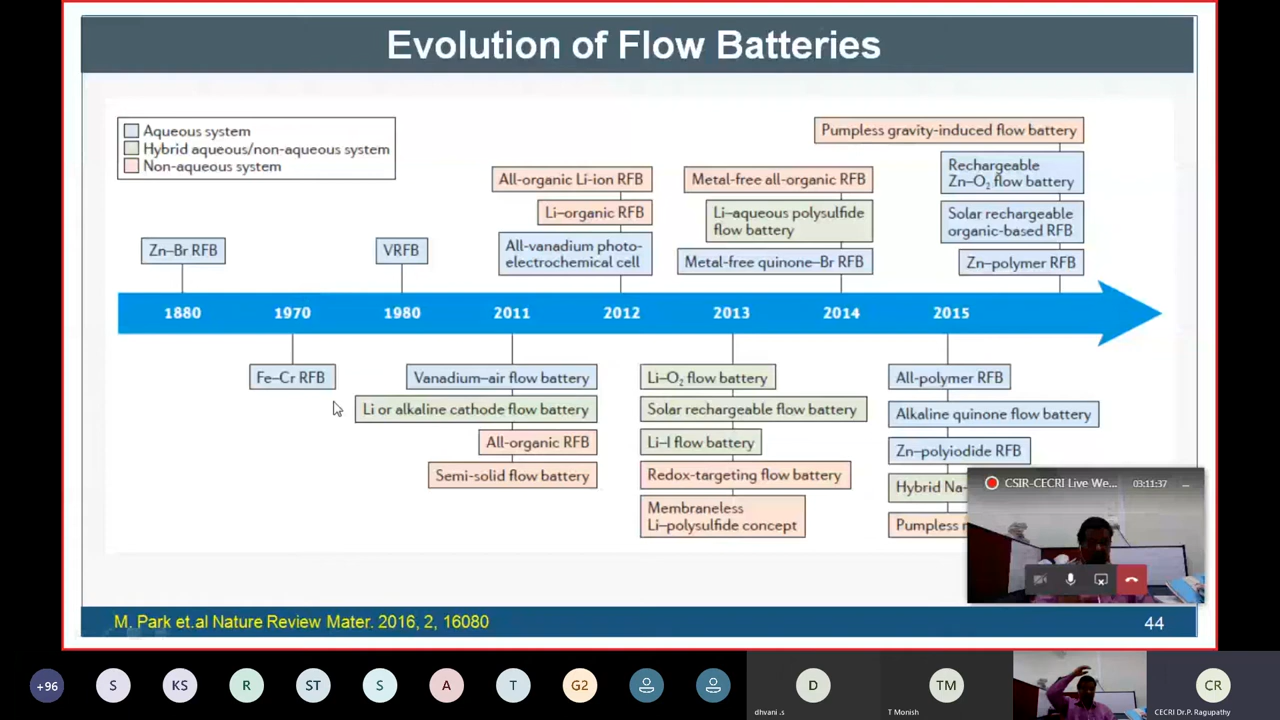 Evolution of Flow Batteries
Aqueous system
Hybrid aqueous/non-aqueous system
Non-aqueous system
Pumpless gravity-induced flow battery
All-organic Li-ion RFB
Metal-free all-organic RFB
Rechargeable
Zn–O₂ flow battery
Li-organic RFB
Li–aqueous polysulfide
flow battery
Solar rechargeable
organic-based RFB
Zn–Br RFB
VRFB
All-vanadium photo-
electrochemical cell
Metal-free quinone–Br RFB
Zn–polymer RFB
1880
1970
1980
2011
2012
2013
2014
2015
Fe–Cr RFB
Vanadium–air flow battery
Li–O₂ flow battery
All-polymer RFB
Li or alkaline cathode flow battery
Solar rechargeable flow battery
Alkaline quinone flow battery
All-organic RFB
Li–I flow battery
Zn–polyiodide RFB
Semi-solid flow battery
Redox-targeting flow battery
Hybrid Na-
Membraneless
Li–polysulfide concept
Pumpless
CSIR-CECRI Live We...
03:11:37
M. Park et.al Nature Review Mater. 2016, 2, 16080
44
+96
S
KS
R
ST
S
A
T
G2
D
TM
CR
dhvani .s
T Monish
CECRI Dr.P. Ragupathy